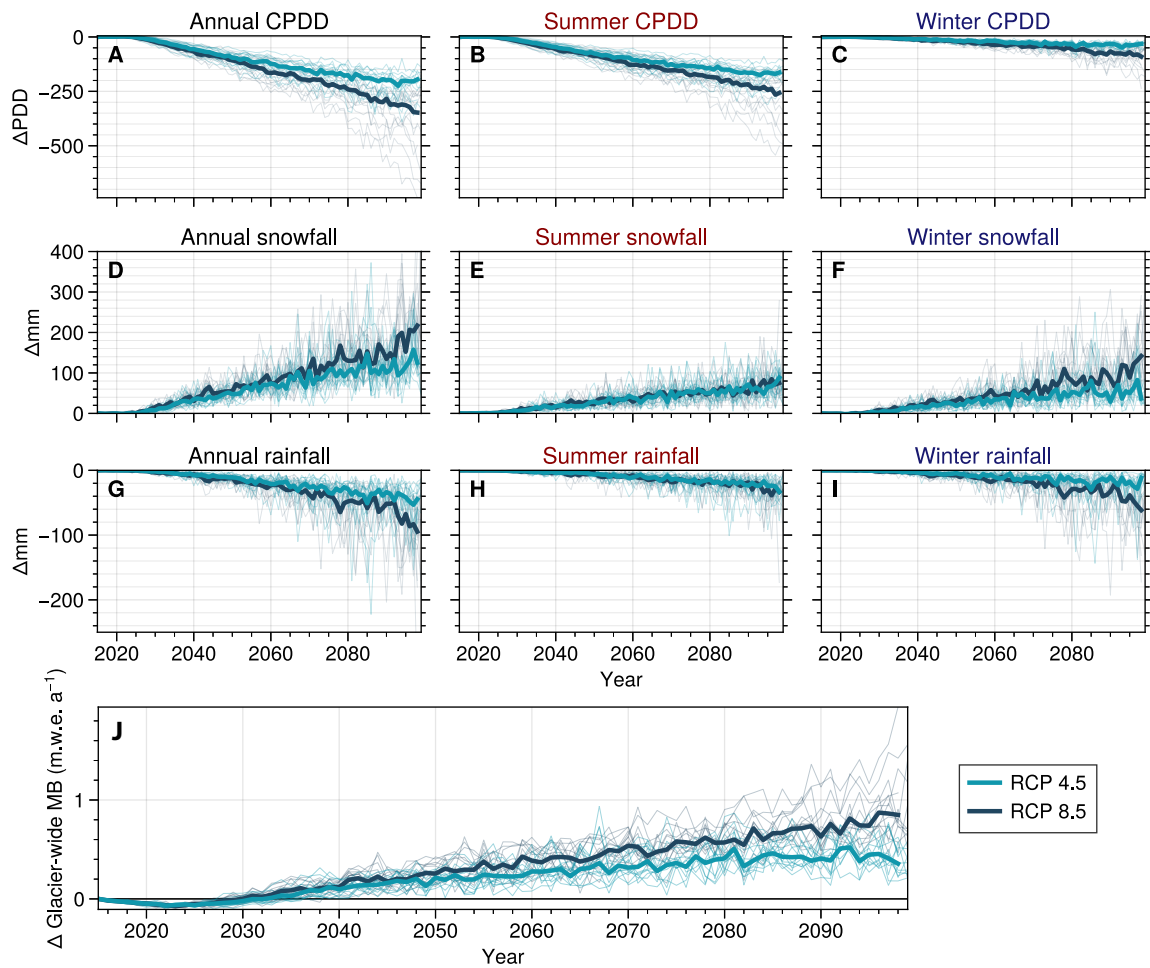 Annual CPDD Summer CPDD Winter CPDD
A B C
0
−250
−500
ΔPDD
Annual snowfall Summer snowfall Winter snowfall
D E F
400
300
200
100
0
Δmm
Annual rainfall Summer rainfall Winter rainfall
G H I
0
−100
−200
Δmm
2020 2040 2060 2080 2020 2040 2060 2080 2020 2040 2060 2080
Year
J
1
0
Δ Glacier-wide MB (m.w.e. a⁻¹)
2020 2030 2040 2050 2060 2070 2080 2090
Year
RCP 4.5
RCP 8.5